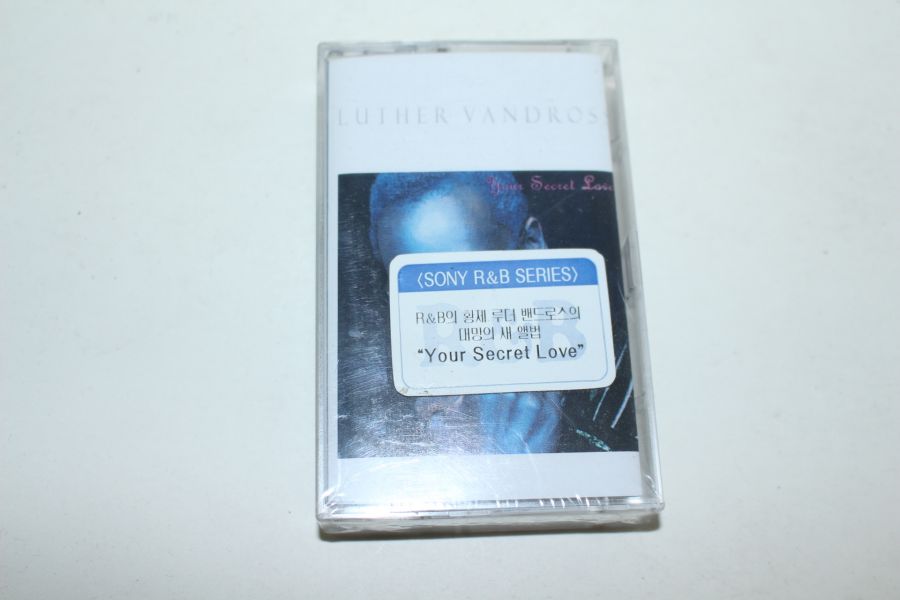 LUTHER VANDROS
Your Secret Love
〈SONY R&B SERIES〉
R&B의 황제 루더 밴드로스의
대망의 새 앨범
“Your Secret Love”
R&B